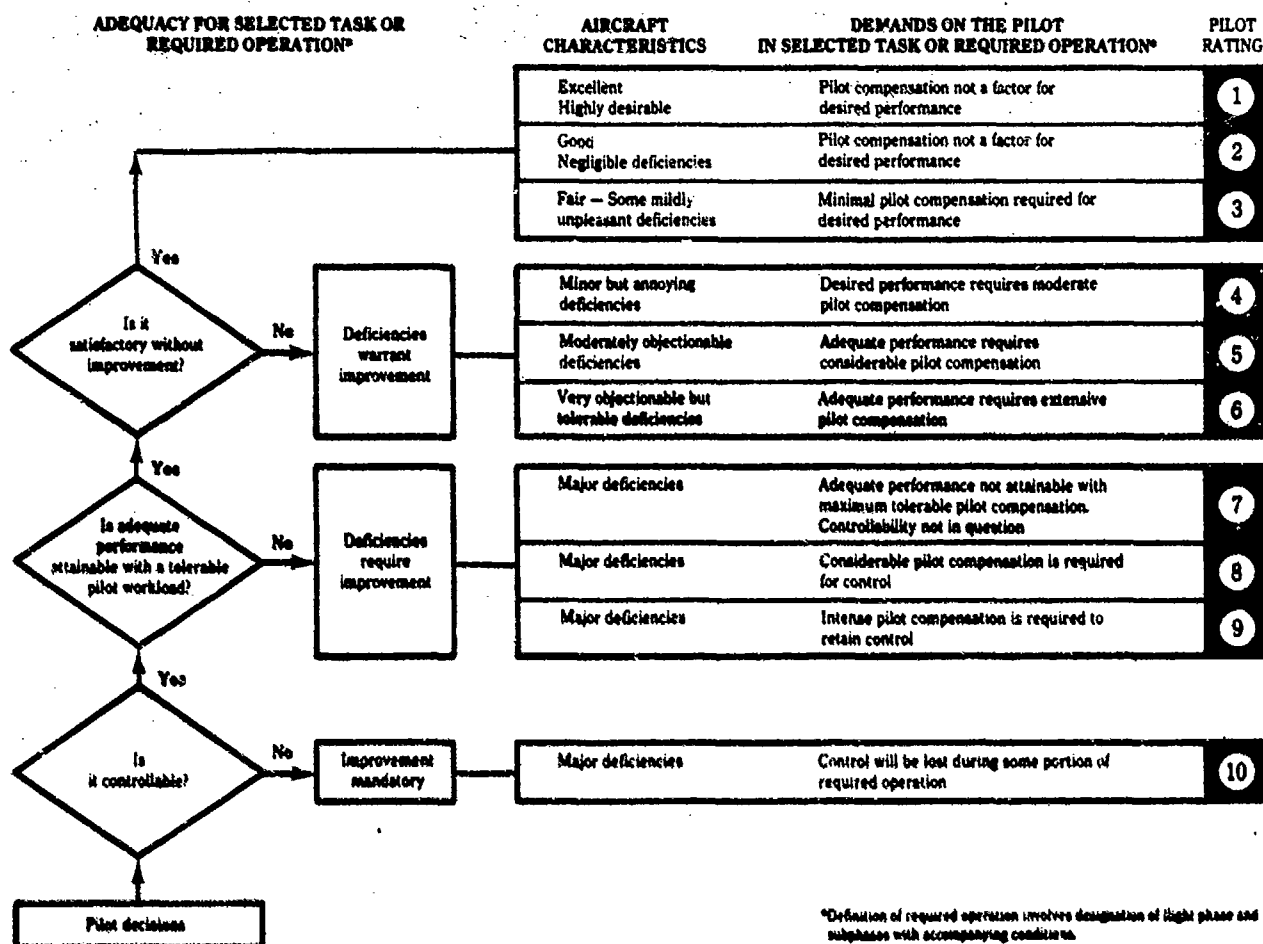 ADEQUACY FOR SELECTED TASK OR
REQUIRED OPERATION*
AIRCRAFT
CHARACTERISTICS
DEMANDS ON THE PILOT
IN SELECTED TASK OR REQUIRED OPERATION*
PILOT
RATING
Excellent
Highly desirable
Pilot compensation not a factor for
desired performance
1
Good
Negligible deficiencies
Pilot compensation not a factor for
desired performance
2
Fair — Some mildly
unpleasant deficiencies
Minimal pilot compensation required for
desired performance
3
Yes
Is it
satisfactory without
improvement?
No
Deficiencies
warrant
improvement
Minor but annoying
deficiencies
Desired performance requires moderate
pilot compensation
4
Moderately objectionable
deficiencies
Adequate performance requires
considerable pilot compensation
5
Very objectionable but
tolerable deficiencies
Adequate performance requires extensive
pilot compensation
6
Yes
Is adequate
performance
attainable with a tolerable
pilot workload?
No
Deficiencies
require
improvement
Major deficiencies
Adequate performance not attainable with
maximum tolerable pilot compensation.
Controllability not in question
7
Major deficiencies
Considerable pilot compensation is required
for control
8
Major deficiencies
Intense pilot compensation is required to
retain control
9
Yes
Is
it controllable?
No
Improvement
mandatory
Major deficiencies
Control will be lost during some portion of
required operation
10
Pilot decisions
*Definition of required operation involves designation of flight phase and
subphases with accompanying conditions.